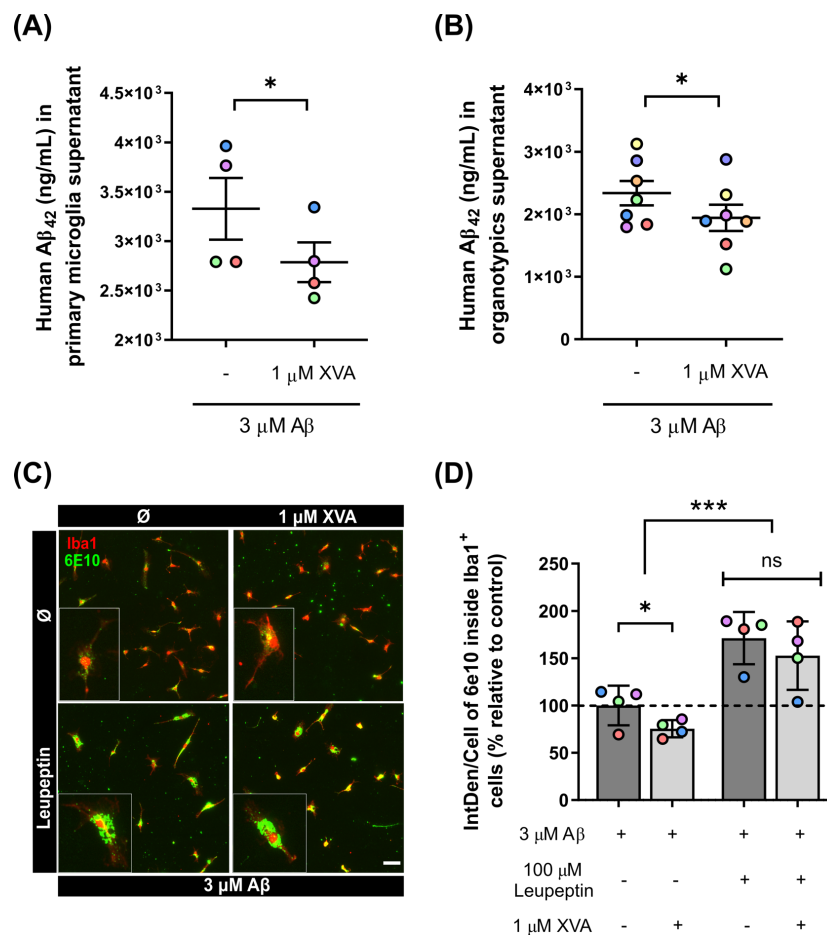 (A)
Human Aβ42 (ng/mL) in
primary microglia supernatant
4.5×10³
4×10³
3.5×10³
3×10³
2.5×10³
2×10³
*
-
1 μM XVA
3 μM Aβ
(B)
Human Aβ42 (ng/mL) in
organotypics supernatant
4×10³
3×10³
2×10³
1×10³
0
*
-
1 μM XVA
3 μM Aβ
(C)
Ø
1 μM XVA
Iba1
6E10
Ø
Leupeptin
3 μM Aβ
(D)
IntDen/Cell of 6e10 inside Iba1⁺
cells (% relative to control)
250
200
150
100
50
0
***
*
ns
3 μM Aβ + + + +
100 μM
Leupeptin - - + +
1 μM XVA - + - +